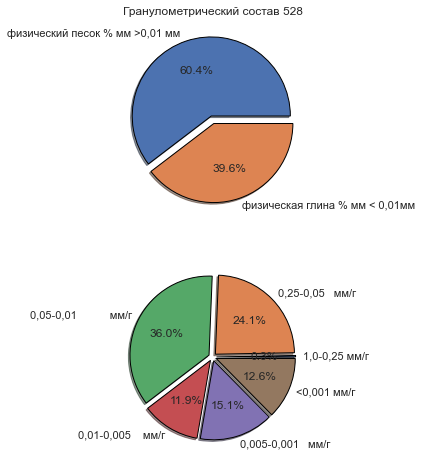 Гранулометрический состав 528
физический песок % мм >0,01 мм
60.4%
39.6%
физическая глина % мм < 0,01мм
0,25-0,05 мм/г
0,05-0,01 мм/г
24.1%
36.0%
0.3% 1,0-0,25 мм/г
12.6%
<0,001 мм/г
11.9%
15.1%
0,01-0,005 мм/г
0,005-0,001 мм/г